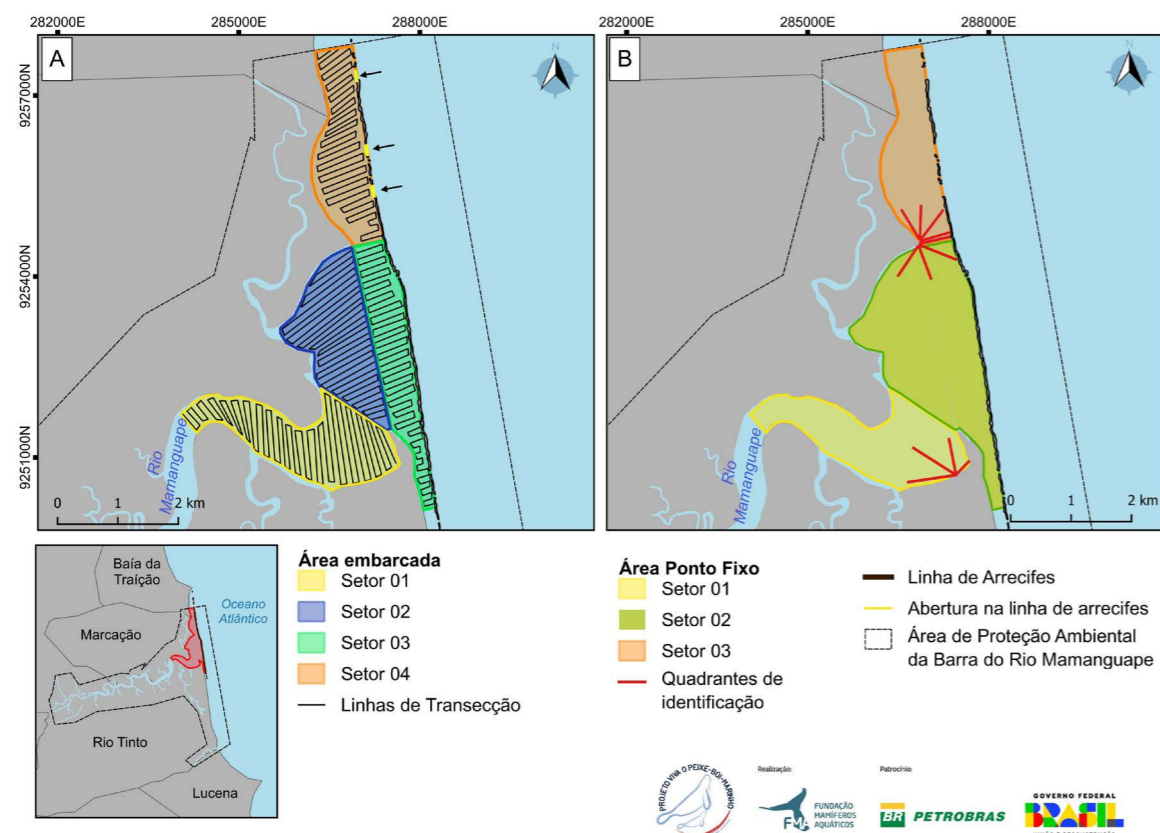 282000E
285000E
288000E
282000E
285000E
288000E
A
N
B
N
9257000N
9254000N
9251000N
Rio
Mamanguape
Rio
Mamanguape
0 1 2 km
0 1 2 km
Baía da
Traíção
Oceano
Atlântico
Marcação
Rio Tinto
Lucena
Área embarcada
Setor 01
Setor 02
Setor 03
Setor 04
Linhas de Transecção
Área Ponto Fixo
Setor 01
Setor 02
Setor 03
Quadrantes de
identificação
Linha de Arrecifes
Abertura na linha de arrecifes
Área de Proteção Ambiental
da Barra do Rio Mamanguape
PROJETO VIVA O PEIXE-BOI-MARINHO
Realização:
FMA
FUNDAÇÃO
MAMÍFEROS
AQUÁTICOS
Patrocínio:
BR PETROBRAS
GOVERNO FEDERAL
BRASIL